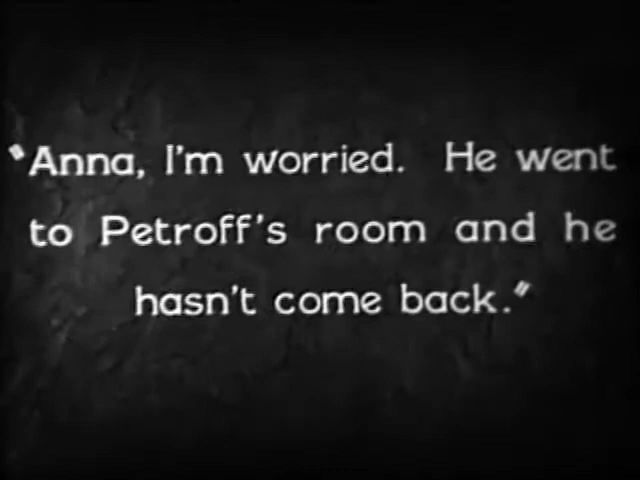 "Anna, I'm worried. He went
to Petroff's room and he
hasn't come back."